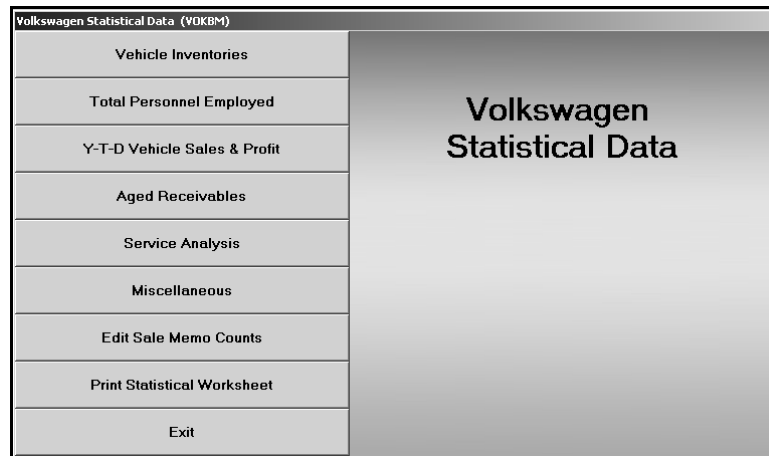 Volkswagen Statistical Data (VOKBM)
Vehicle Inventories
Total Personnel Employed
Y-T-D Vehicle Sales & Profit
Aged Receivables
Service Analysis
Miscellaneous
Edit Sale Memo Counts
Print Statistical Worksheet
Exit
Volkswagen
Statistical Data